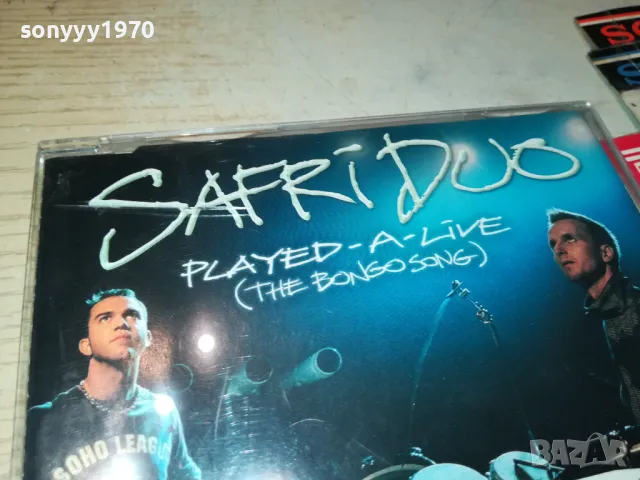 sonyyy1970
SAFRi DUO
PLAYED-A-LiVE
(THE BONGO SONG)
SOHO LEAG
BAZAR